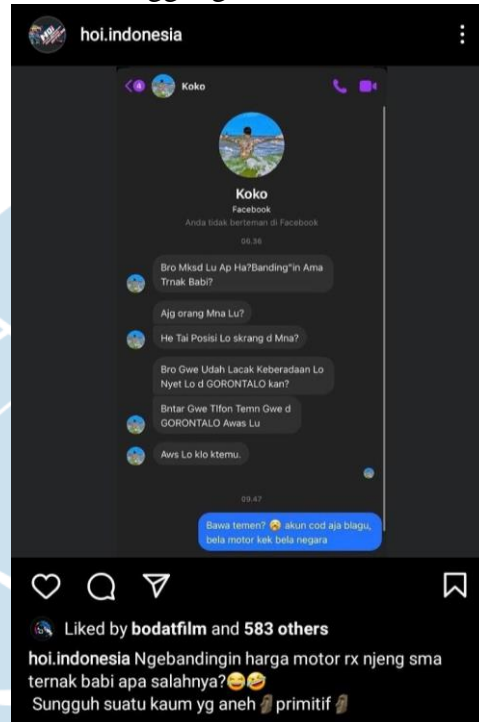 hoi.indonesia
4
Koko
Koko
Facebook
Anda tidak berteman di Facebook
06.36
Bro Mksd Lu Ap Ha?Banding"in Ama
Trnak Babi?
Ajg orang Mna Lu?
He Tai Posisi Lo skrang d Mna?
Bro Gwe Udah Lacak Keberadaan Lo
Nyet Lo d GORONTALO kan?
Bntar Gwe Tlfon Temn Gwe d
GORONTALO Awas Lu
Aws Lo klo ktemu.
09.47
Bawa temen? 😵 akun cod aja blagu,
bela motor kek bela negara
Liked by bodatfilm and 583 others
hoi.indonesia Ngebandingin harga motor rx njeng sma
ternak babi apa salahnya?😂🤣
Sungguh suatu kaum yg aneh🗿primitif🗿